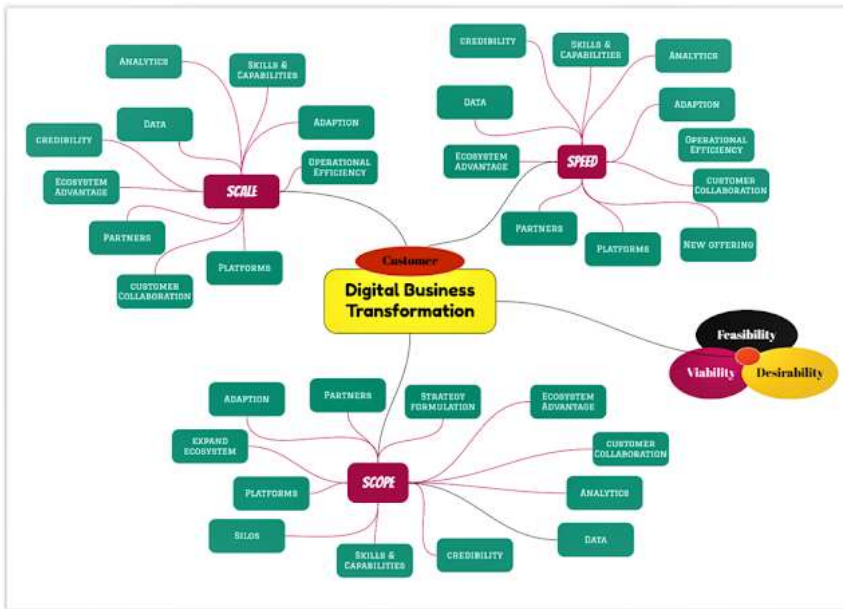 ANALYTICS
SKILLS &
CAPABILITIES
DATA
ADAPTION
CREDIBILITY
OPERATIONAL
EFFICIENCY
ECOSYSTEM
ADVANTAGE
SCALE
PARTNERS
PLATFORMS
CUSTOMER
COLLABORATION
CREDIBILITY
SKILLS &
CAPABILITIES
ANALYTICS
DATA
ADAPTION
OPERATIONAL
EFFICIENCY
ECOSYSTEM
ADVANTAGE
SPEED
CUSTOMER
COLLABORATION
PARTNERS
PLATFORMS
NEW OFFERING
Customer
Digital Business
Transformation
Feasibility
Viability
Desirability
ADAPTION
PARTNERS
STRATEGY
FORMULATION
ECOSYSTEM
ADVANTAGE
EXPAND
ECOSYSTEM
CUSTOMER
COLLABORATION
SCOPE
PLATFORMS
ANALYTICS
SILOS
DATA
SKILLS &
CAPABILITIES
CREDIBILITY